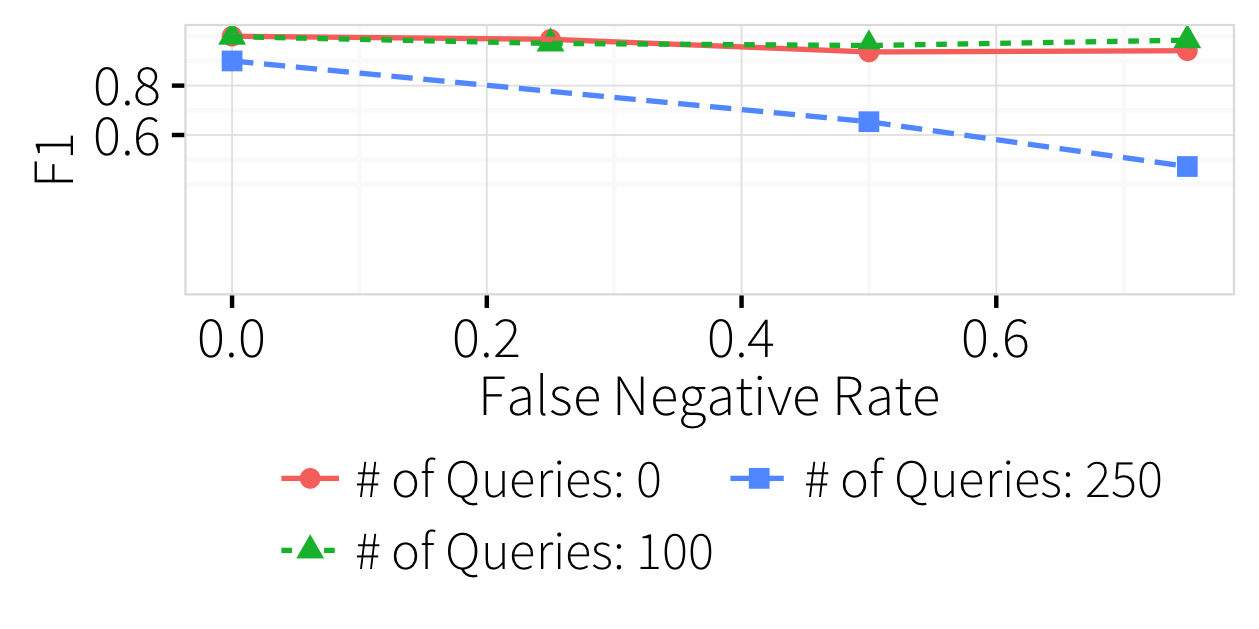 0.8
0.6
F1
0.0 0.2 0.4 0.6
False Negative Rate
# of Queries: 0 # of Queries: 250
# of Queries: 100